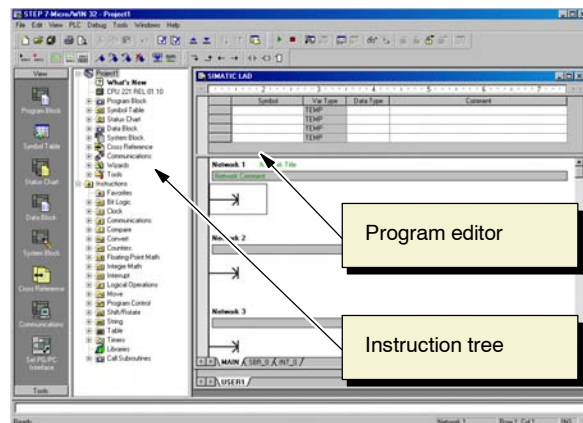 STEP 7-Micro/WIN 32 - Project1
File Edit View PLC Debug Tools Windows Help
View
Program Block
Symbol Table
Status Chart
Data Block
System Block
Cross Reference
Communications
Set PG/PC
Interface
Tools
Project1
What's New
CPU 221 REL 01.10
Program Block
Symbol Table
Status Chart
Data Block
System Block
Cross Reference
Communications
Wizards
Tools
Instructions
Favorites
Bit Logic
Clock
Communications
Compare
Convert
Counters
Floating-Point Math
Integer Math
Interrupt
Logical Operations
Move
Program Control
Shift/Rotate
String
Table
Timers
Libraries
Call Subroutines
SIMATIC LAD
Symbol Var Type Data Type Comment
TEMP
TEMP
TEMP
TEMP
Network 1
Title
Network Comment
Network 2
Network 3
MAIN SBR_0 INT_0
USER1
Program editor
Instruction tree
Ready
Network 1 Row 1, Col 1 INS